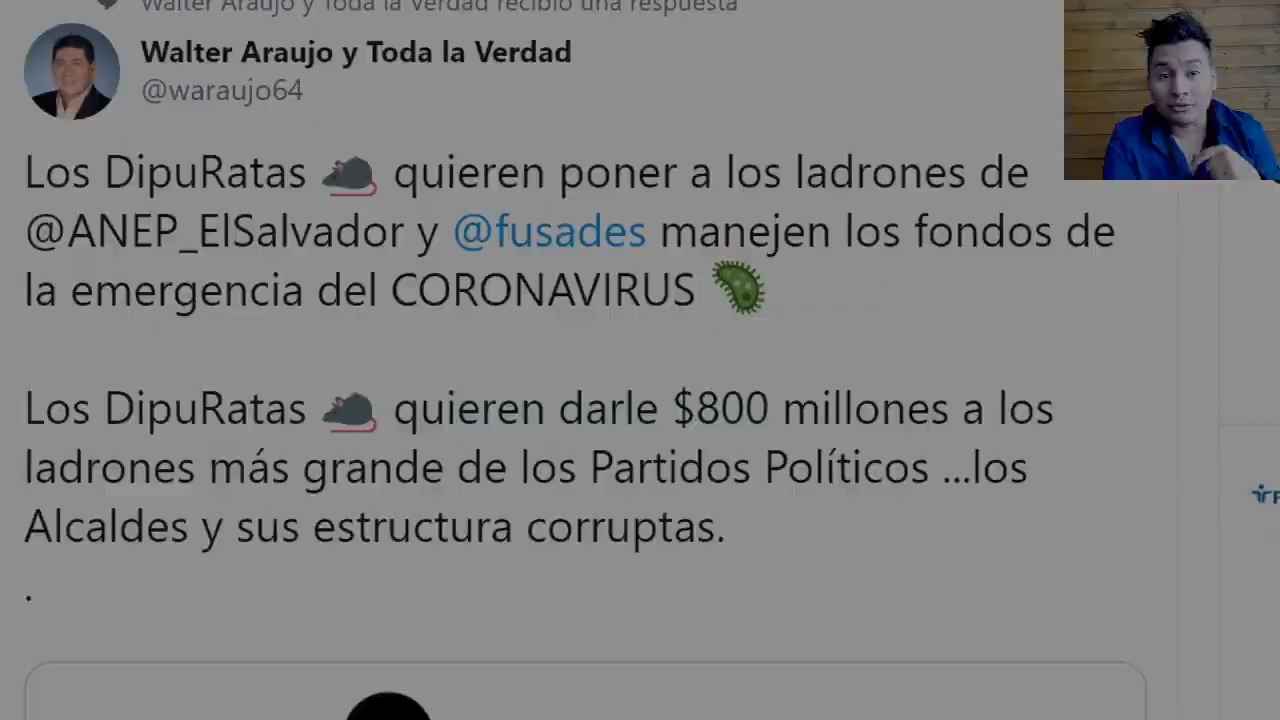 Walter Araujo y Toda la Verdad recibió una respuesta
Walter Araujo y Toda la Verdad
@waraujo64
Los DipuRatas 🐀 quieren poner a los ladrones de
@ANEP_ElSalvador y @fusades manejen los fondos de
la emergencia del CORONAVIRUS 🦠
Los DipuRatas 🐀 quieren darle $800 millones a los
ladrones más grande de los Partidos Políticos ...los
Alcaldes y sus estructura corruptas.
.